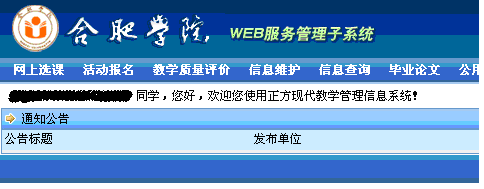 合肥学院 WEB服务管理子系统
网上选课 活动报名 教学质量评价 信息维护 信息查询 毕业论文 公用
同学，您好，欢迎您使用正方现代教学管理信息系统！
通知公告
公告标题 发布单位